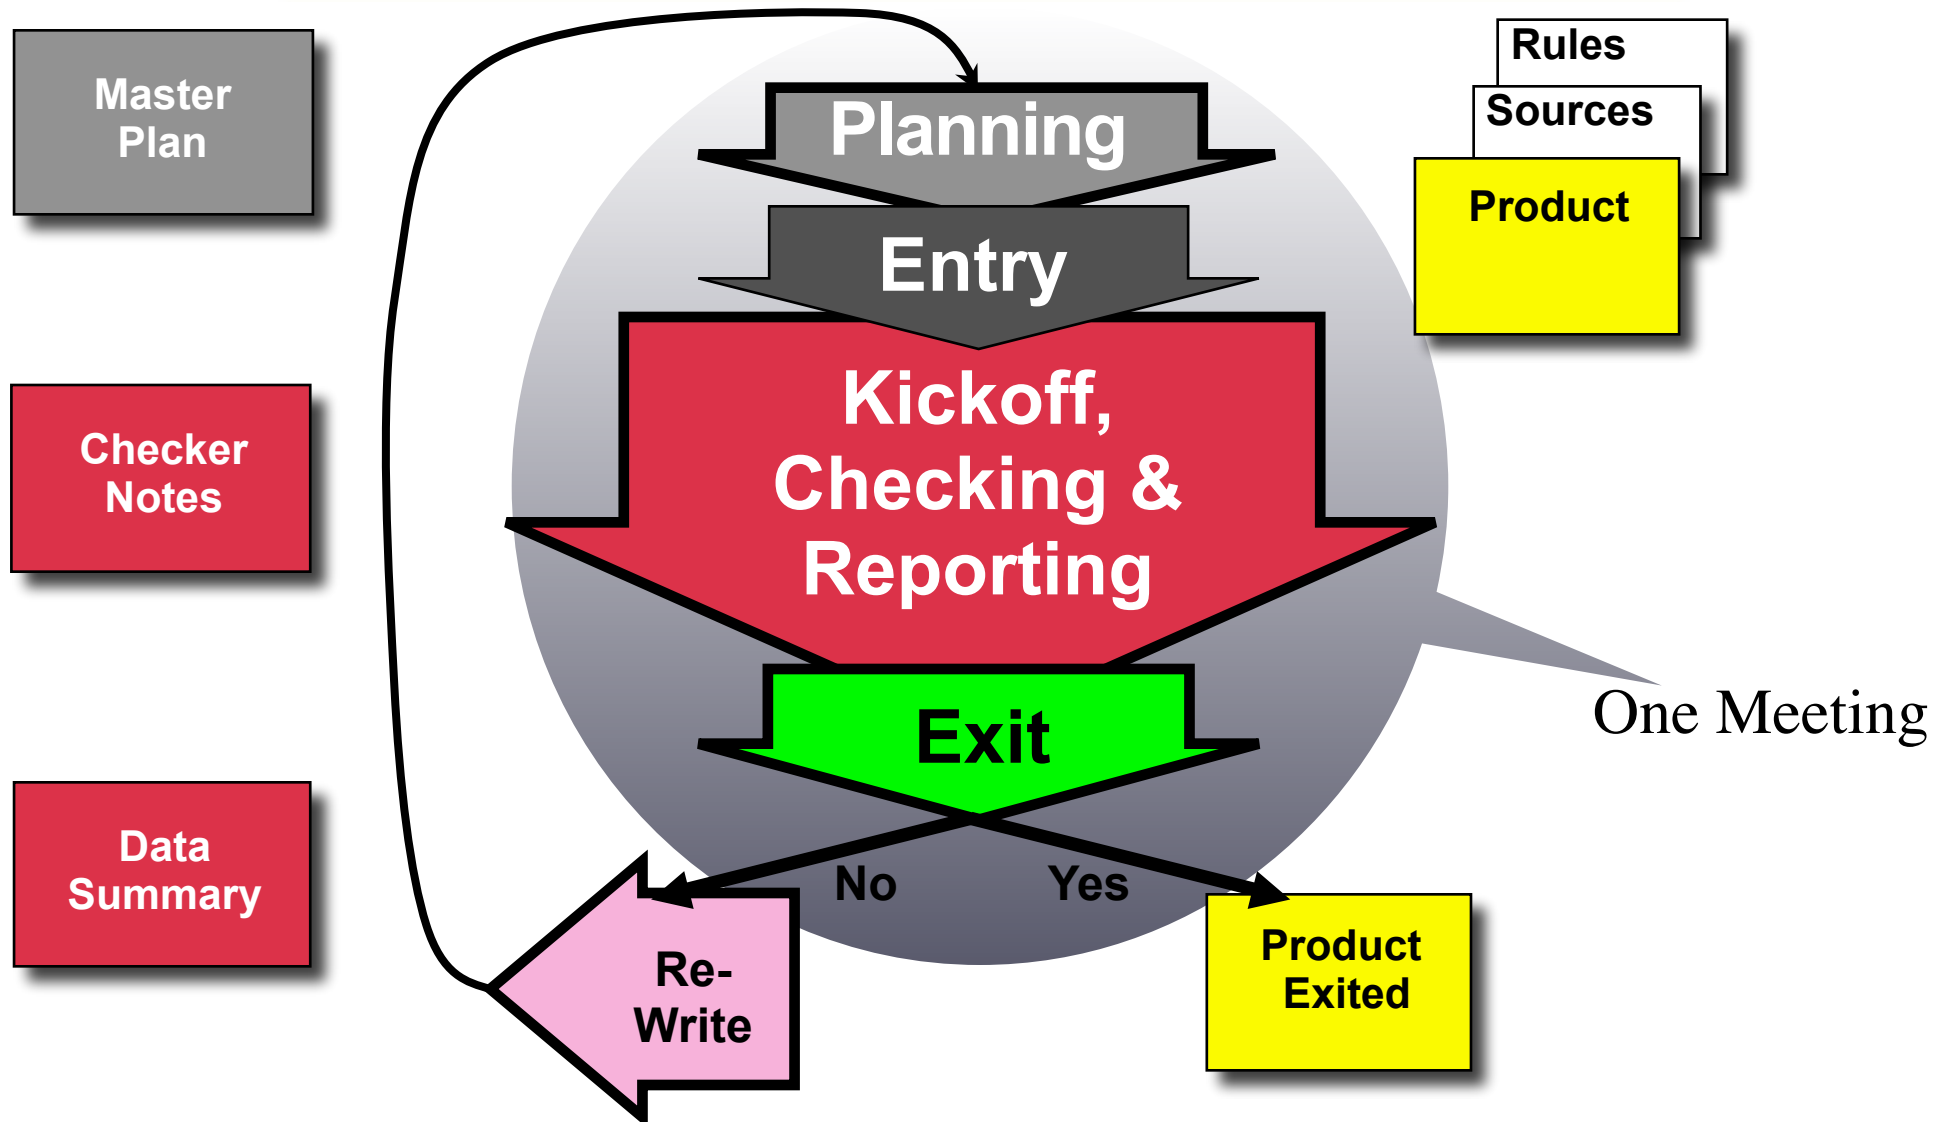 Master
Plan
Checker
Notes
Data
Summary
Planning
Entry
Kickoff,
Checking &
Reporting
Exit
No
Yes
Re-
Write
Product
Exited
Rules
Sources
Product
One Meeting